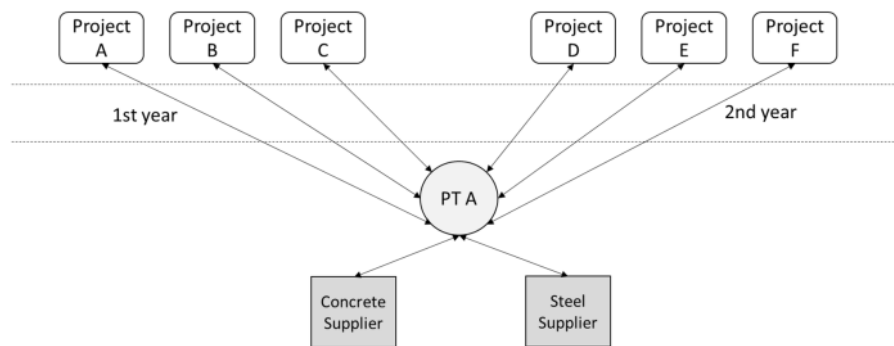 Project
A
Project
B
Project
C
Project
D
Project
E
Project
F
1st year
2nd year
PT A
Concrete
Supplier
Steel
Supplier